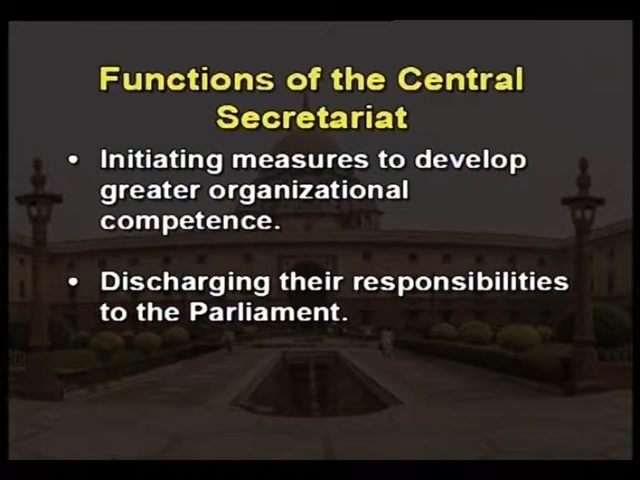 Functions of the Central
Secretariat
• Initiating measures to develop
greater organizational
competence.
• Discharging their responsibilities
to the Parliament.